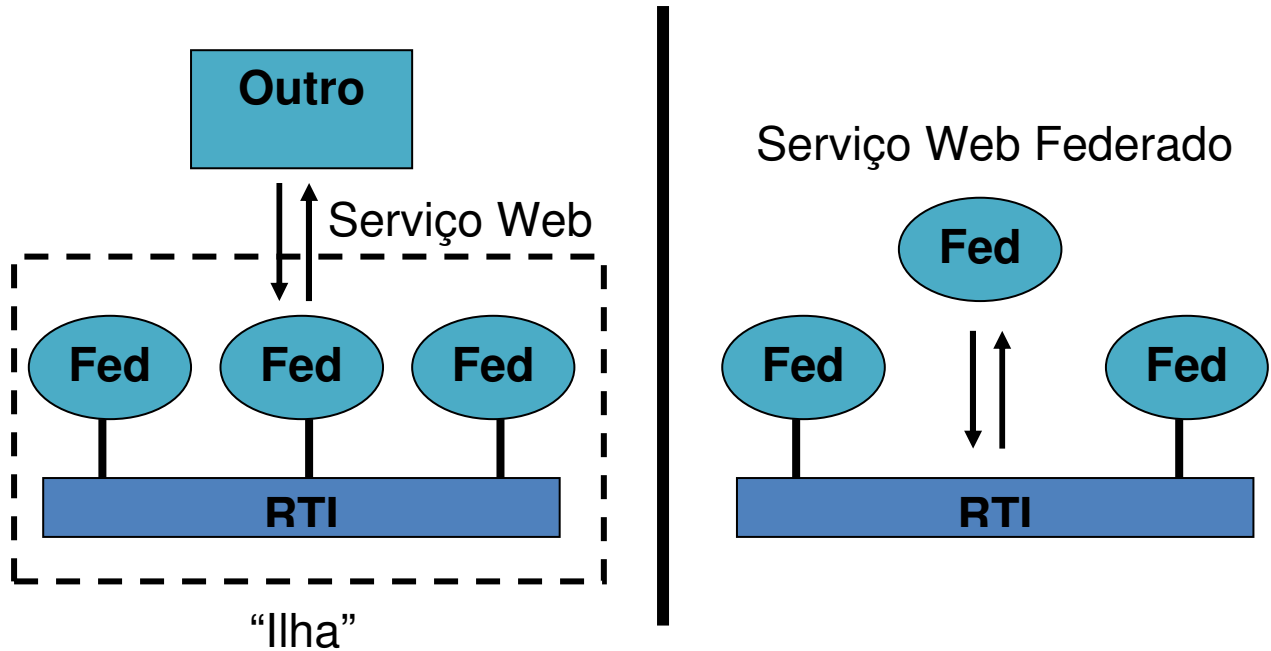 Outro
Serviço Web
Fed
Fed
Fed
RTI
“Ilha”
Serviço Web Federado
Fed
Fed
Fed
RTI